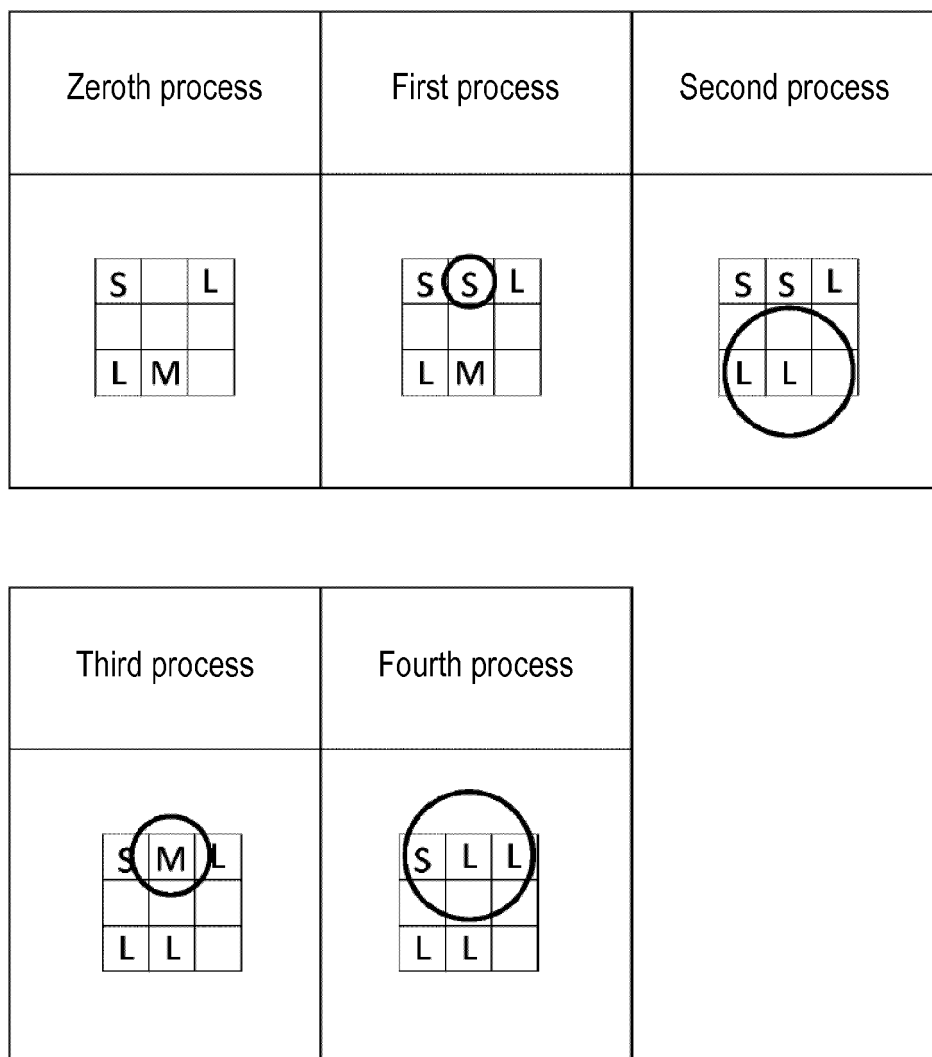 Zeroth process First process Second process
S L S S L S S L
L M L M L L
Third process Fourth process
S M L S L L
L L L L